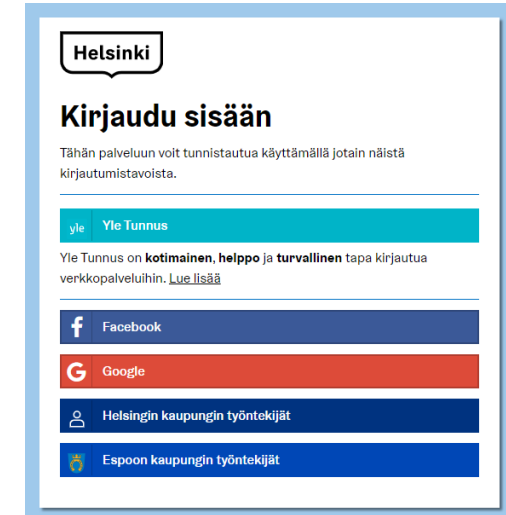 Helsinki
Kirjaudu sisään
Tähän palveluun voit tunnistautua käyttämällä jotain näistä
kirjautumistavoista.
yle Yle Tunnus
Yle Tunnus on kotimainen, helppo ja turvallinen tapa kirjautua
verkkopalveluihin. Lue lisää
f Facebook
G Google
Helsingin kaupungin työntekijät
Espoon kaupungin työntekijät